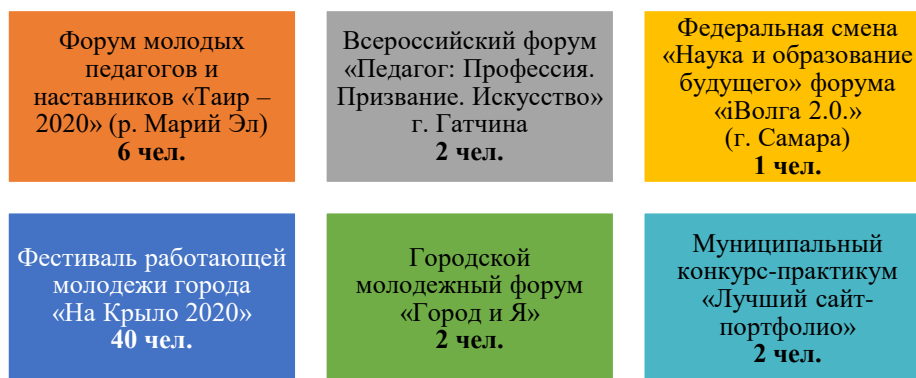 Форум молодых
педагогов и
наставников «Таир –
2020» (р. Марий Эл)
6 чел.
Всероссийский форум
«Педагог: Профессия.
Призвание. Искусство»
г. Гатчина
2 чел.
Федеральная смена
«Наука и образование
будущего» форума
«iВолга 2.0.»
(г. Самара)
1 чел.
Фестиваль работающей
молодежи города
«На Крыло 2020»
40 чел.
Городской
молодежный форум
«Город и Я»
2 чел.
Муниципальный
конкурс-практикум
«Лучший сайт-
портфолио»
2 чел.